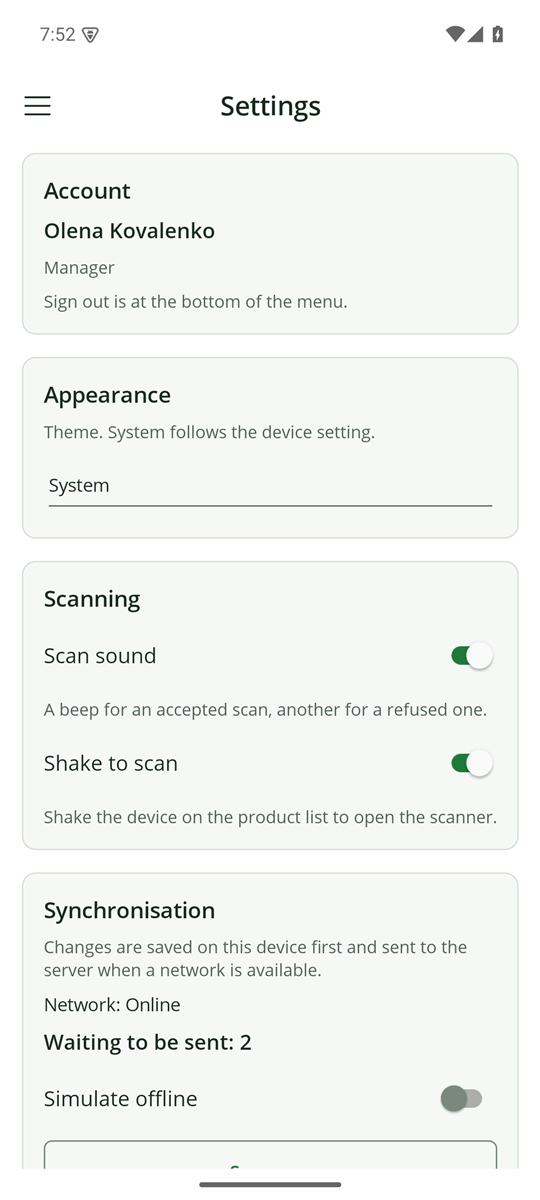 7:52
Settings
Account
Olena Kovalenko
Manager
Sign out is at the bottom of the menu.
Appearance
Theme. System follows the device setting.
System
Scanning
Scan sound
A beep for an accepted scan, another for a refused one.
Shake to scan
Shake the device on the product list to open the scanner.
Synchronisation
Changes are saved on this device first and sent to the
server when a network is available.
Network: Online
Waiting to be sent: 2
Simulate offline